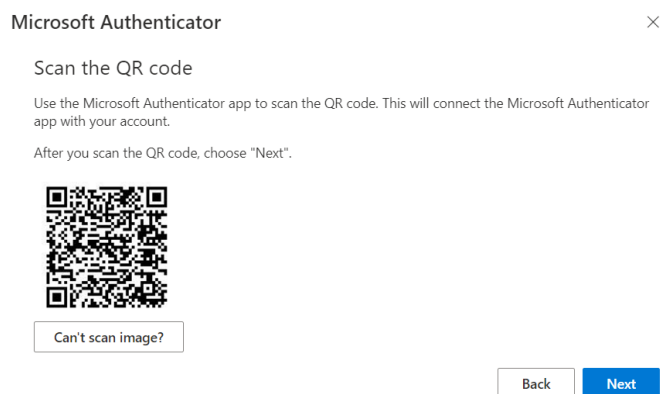 Microsoft Authenticator
Scan the QR code
Use the Microsoft Authenticator app to scan the QR code. This will connect the Microsoft Authenticator
app with your account.
After you scan the QR code, choose "Next".
Can't scan image?
Back
Next